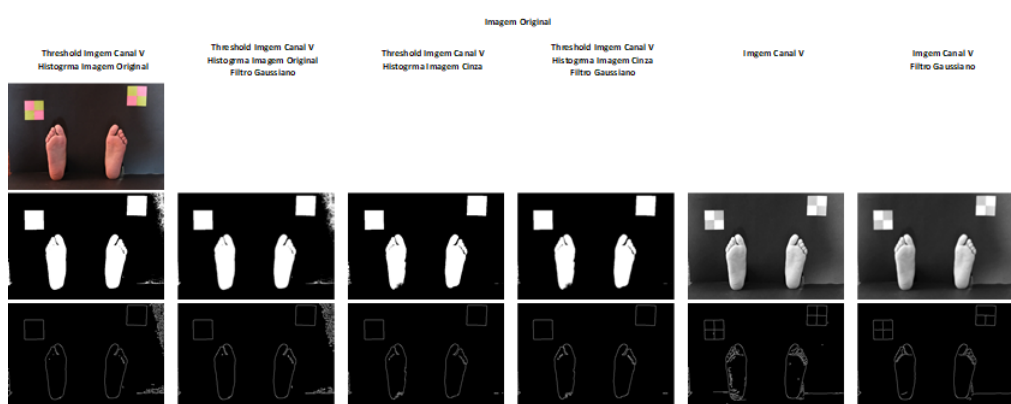 Imagem Original
Threshold Imgem Canal V
Histogrma Imagem Original
Threshold Imgem Canal V
Histogrma Imagem Original
Filtro Gaussiano
Threshold Imgem Canal V
Histogrma Imagem Cinza
Threshold Imgem Canal V
Histogrma Imagem Cinza
Filtro Gaussiano
Imgem Canal V
Imgem Canal V
Filtro Gaussiano